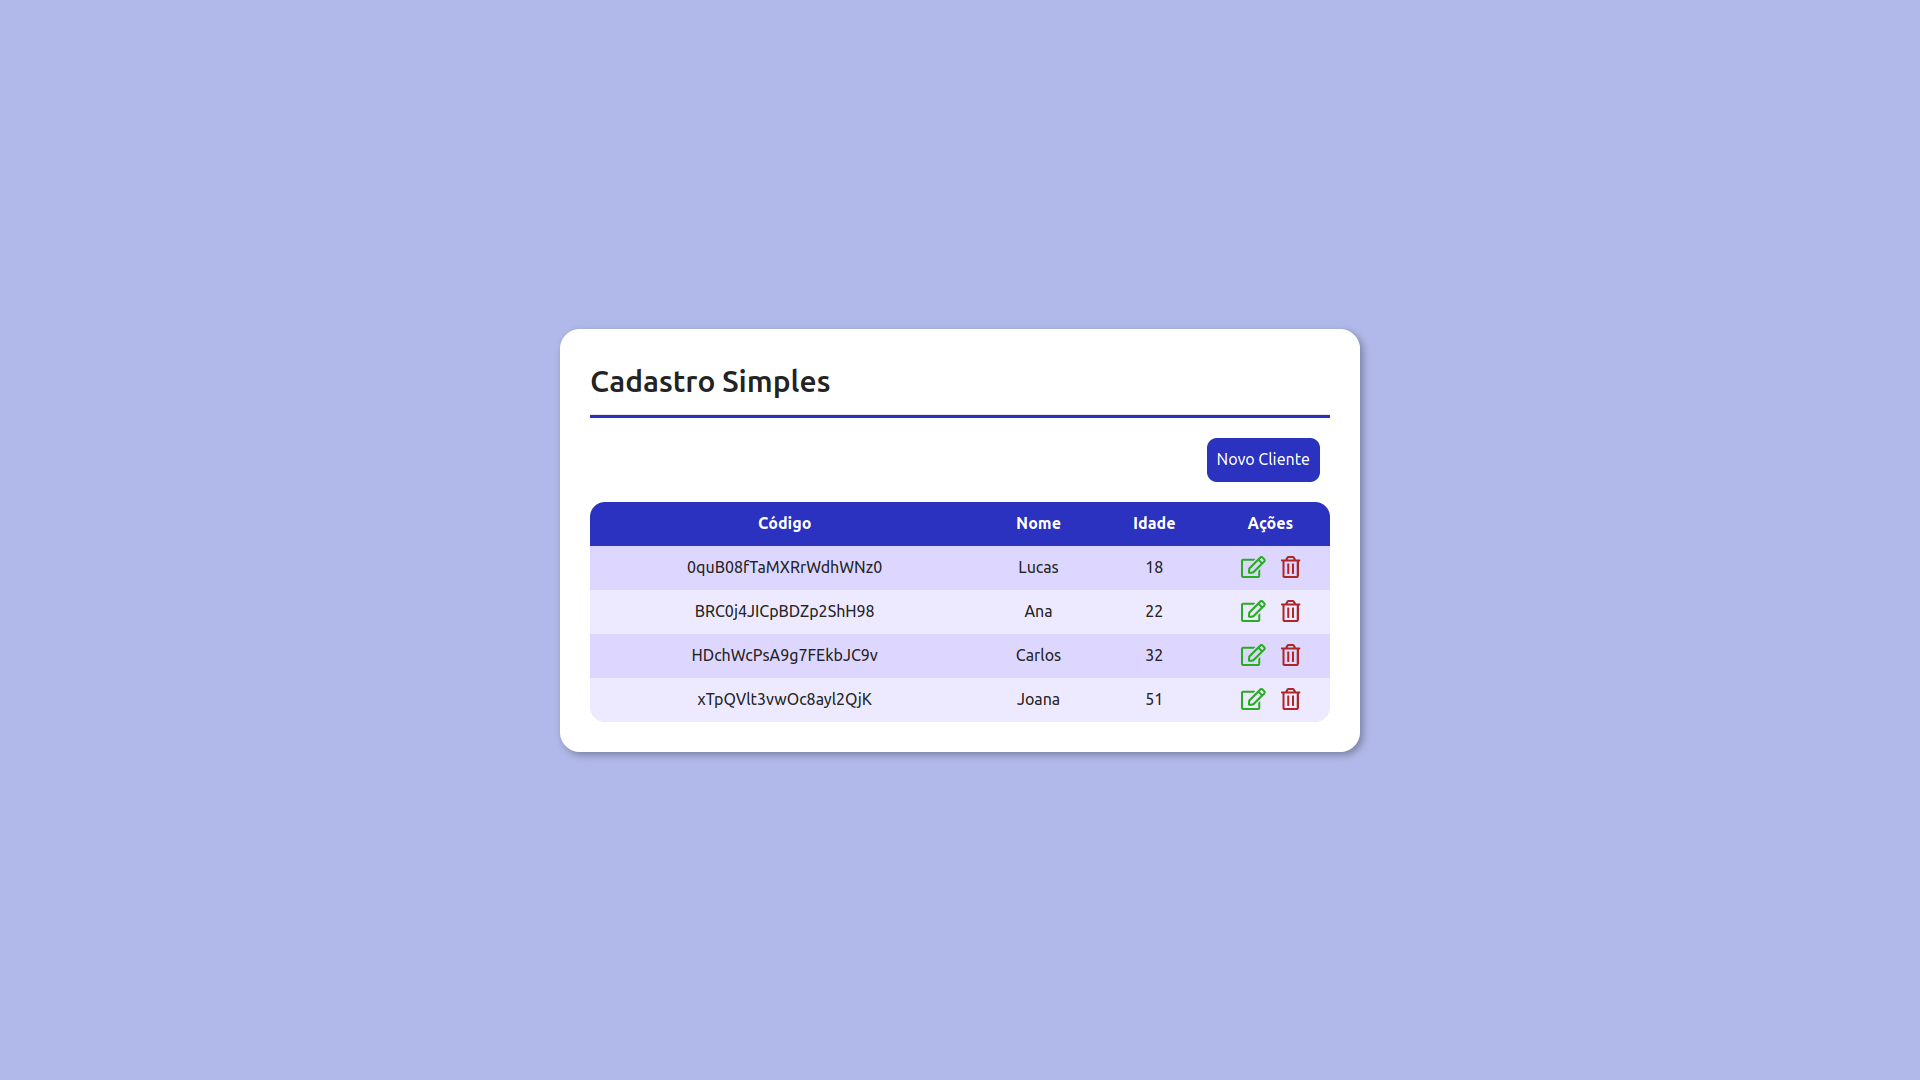 Cadastro Simples
Novo Cliente
Código Nome Idade Ações
0quB08fTaMXRrWdhWNz0 Lucas 18
BRC0j4JICpBDZp2ShH98 Ana 22
HDchWcPsA9g7FEkbJC9v Carlos 32
xTpQVlt3vwOc8ayl2QjK Joana 51